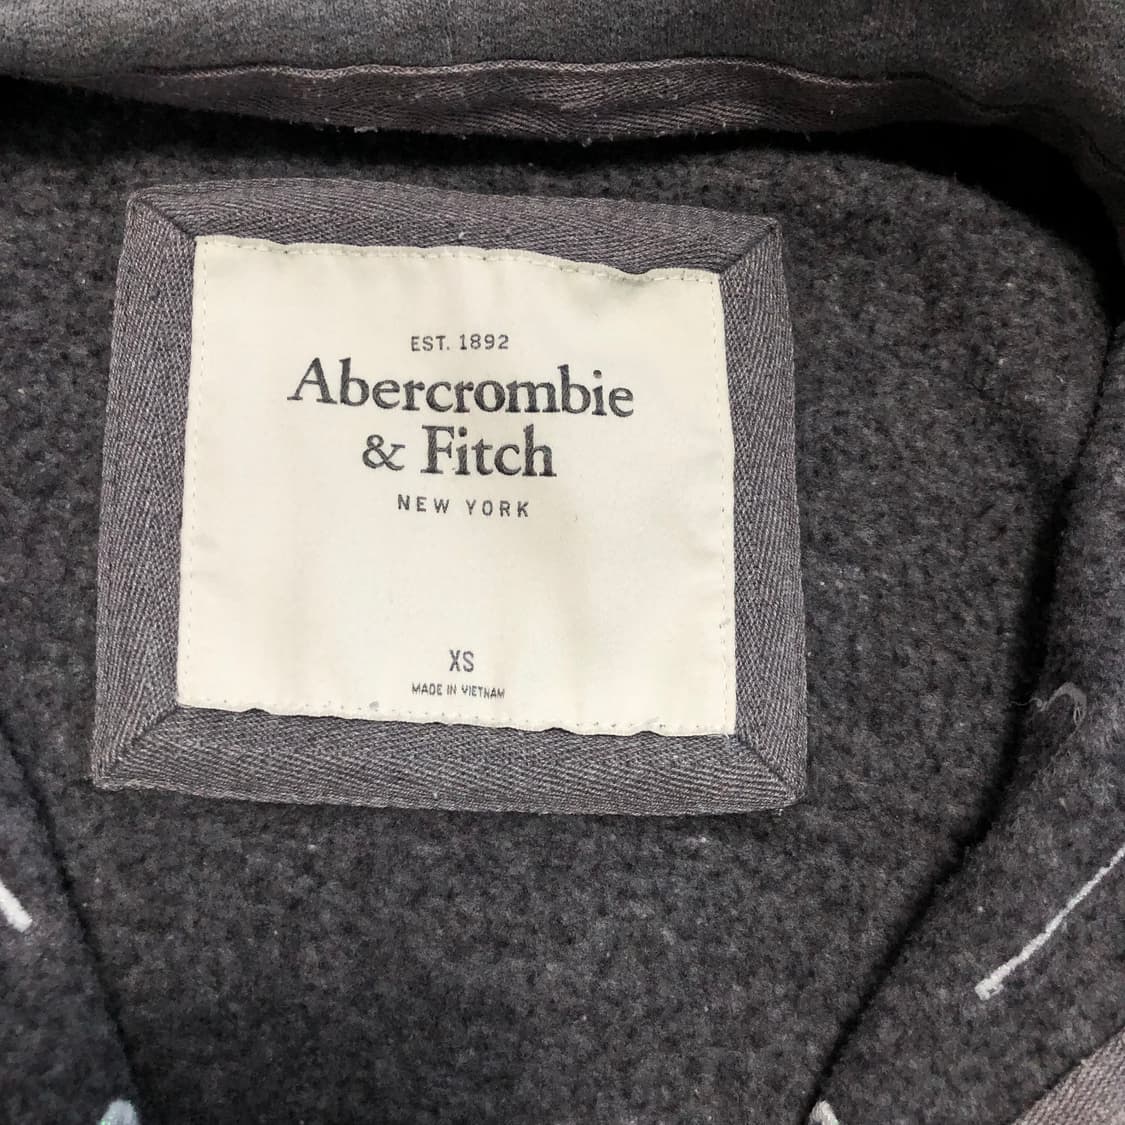 EST. 1892
Abercrombie
& Fitch
NEW YORK
XS
MADE IN VIETNAM